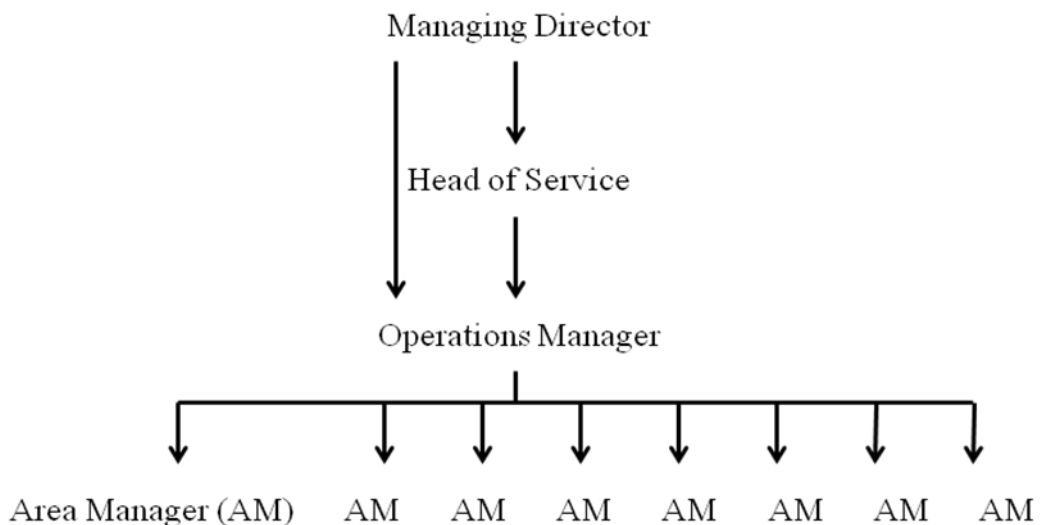 Managing Director
Head of Service
Operations Manager
Area Manager (AM) AM AM AM AM AM AM AM